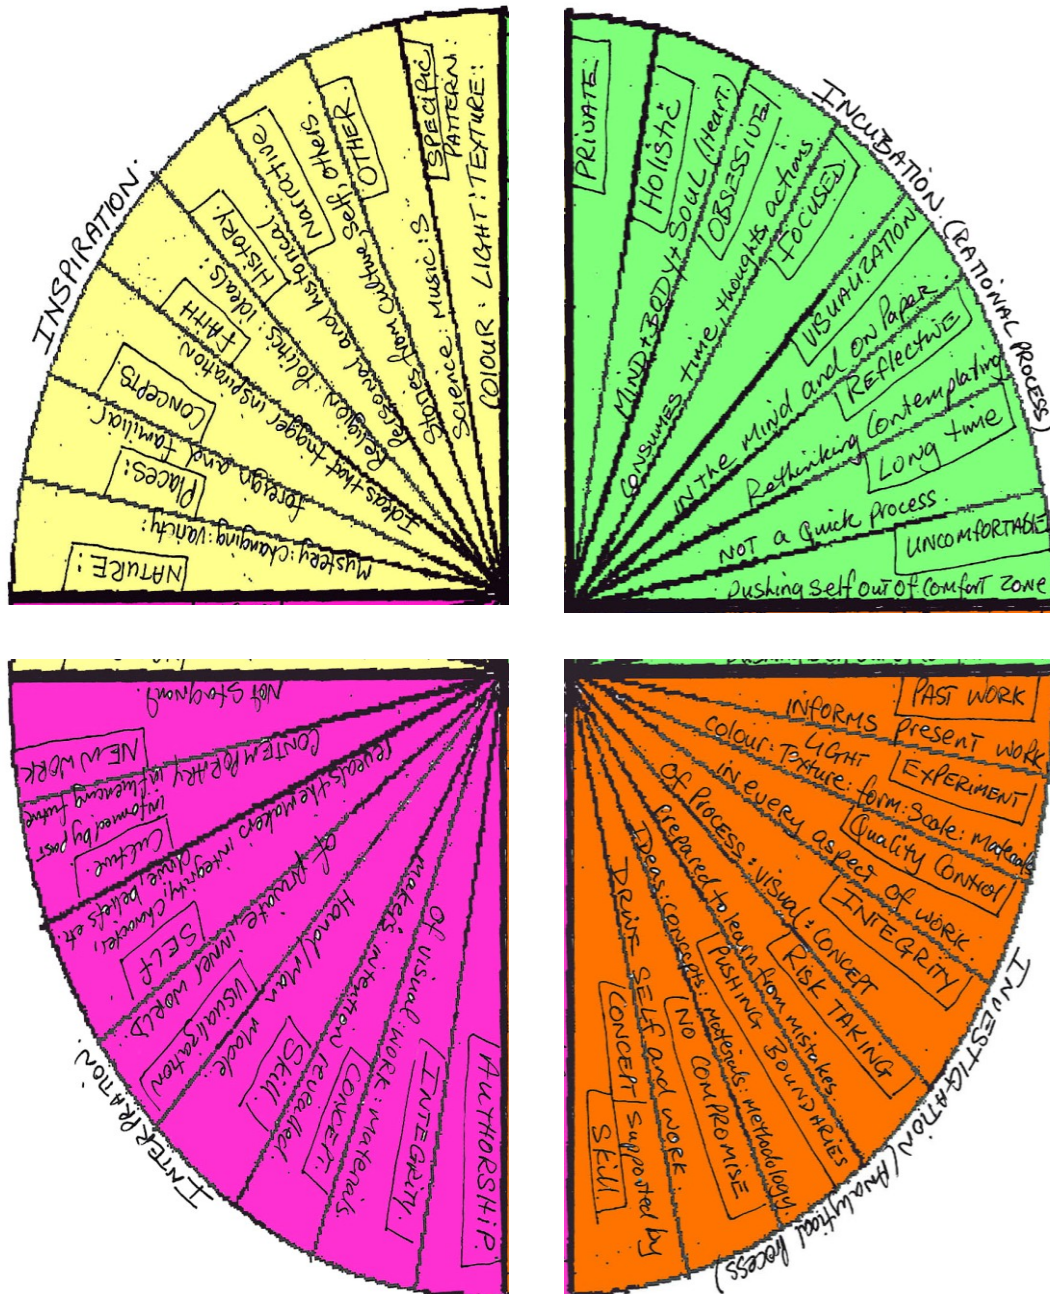 INSPIRATION:
NATURE:
Mystery: Changing: Variety:
Places:
foreign and familiar
CONCEPTS
Ideas that trigger inspiration
FAITH
Religion: Politics: Ideals:
HISTORY.
Personal and historical:
Narrative
Stories from Culture, Self, others.
OTHER
Science: Music:S
SPECIFIC
PATTERN:
COLOUR: LIGHT: TEXTURE:
INCUBATION. (RATIONAL PROCESS)
PRIVATE:
Holistic
MIND+BODY+SOUL (Heart.)
OBSESSIVE
CONSUMES time, thoughts, actions.
FOCUSED
VISUALIZATION
IN THE MIND and on Paper
REFLECTIVE
Rethinking Contemplating
Long time
NOT a Quick process.
UNCOMFORTABLE
Pushing Self out of Comfort Zone
INTERPRATION:
NOT Stagnant.
NEW WORK
CONTEMPORARY influencing future
informed by past
Culture.
reveals the makers integrity, character,
drive, beliefs etc.
SELF
of private inner WORLD
VISUALIZATION
Hand/Man Made.
Skill.
maker's intention revealed
CONCEPT.
of visual: work: materials.
INTEGRITY.
AUTHORSHIP.
INVESTIGATION (Analytical Process)
PAST WORK
INFORMS present work
EXPERIMENT
LIGHT
colour: Texture: form: Scale: materials
Quality Control
in every aspect of work.
INTEGRITY
of Process: visual: CONCEPT
RISK TAKING
Prepared to learn from mistakes
PUSHING BOUNDARIES
Ideas: concepts: Materials: methodology.
NO COMPROMISE
DRIVE SELF and work.
CONCEPT Supported by
Skill.